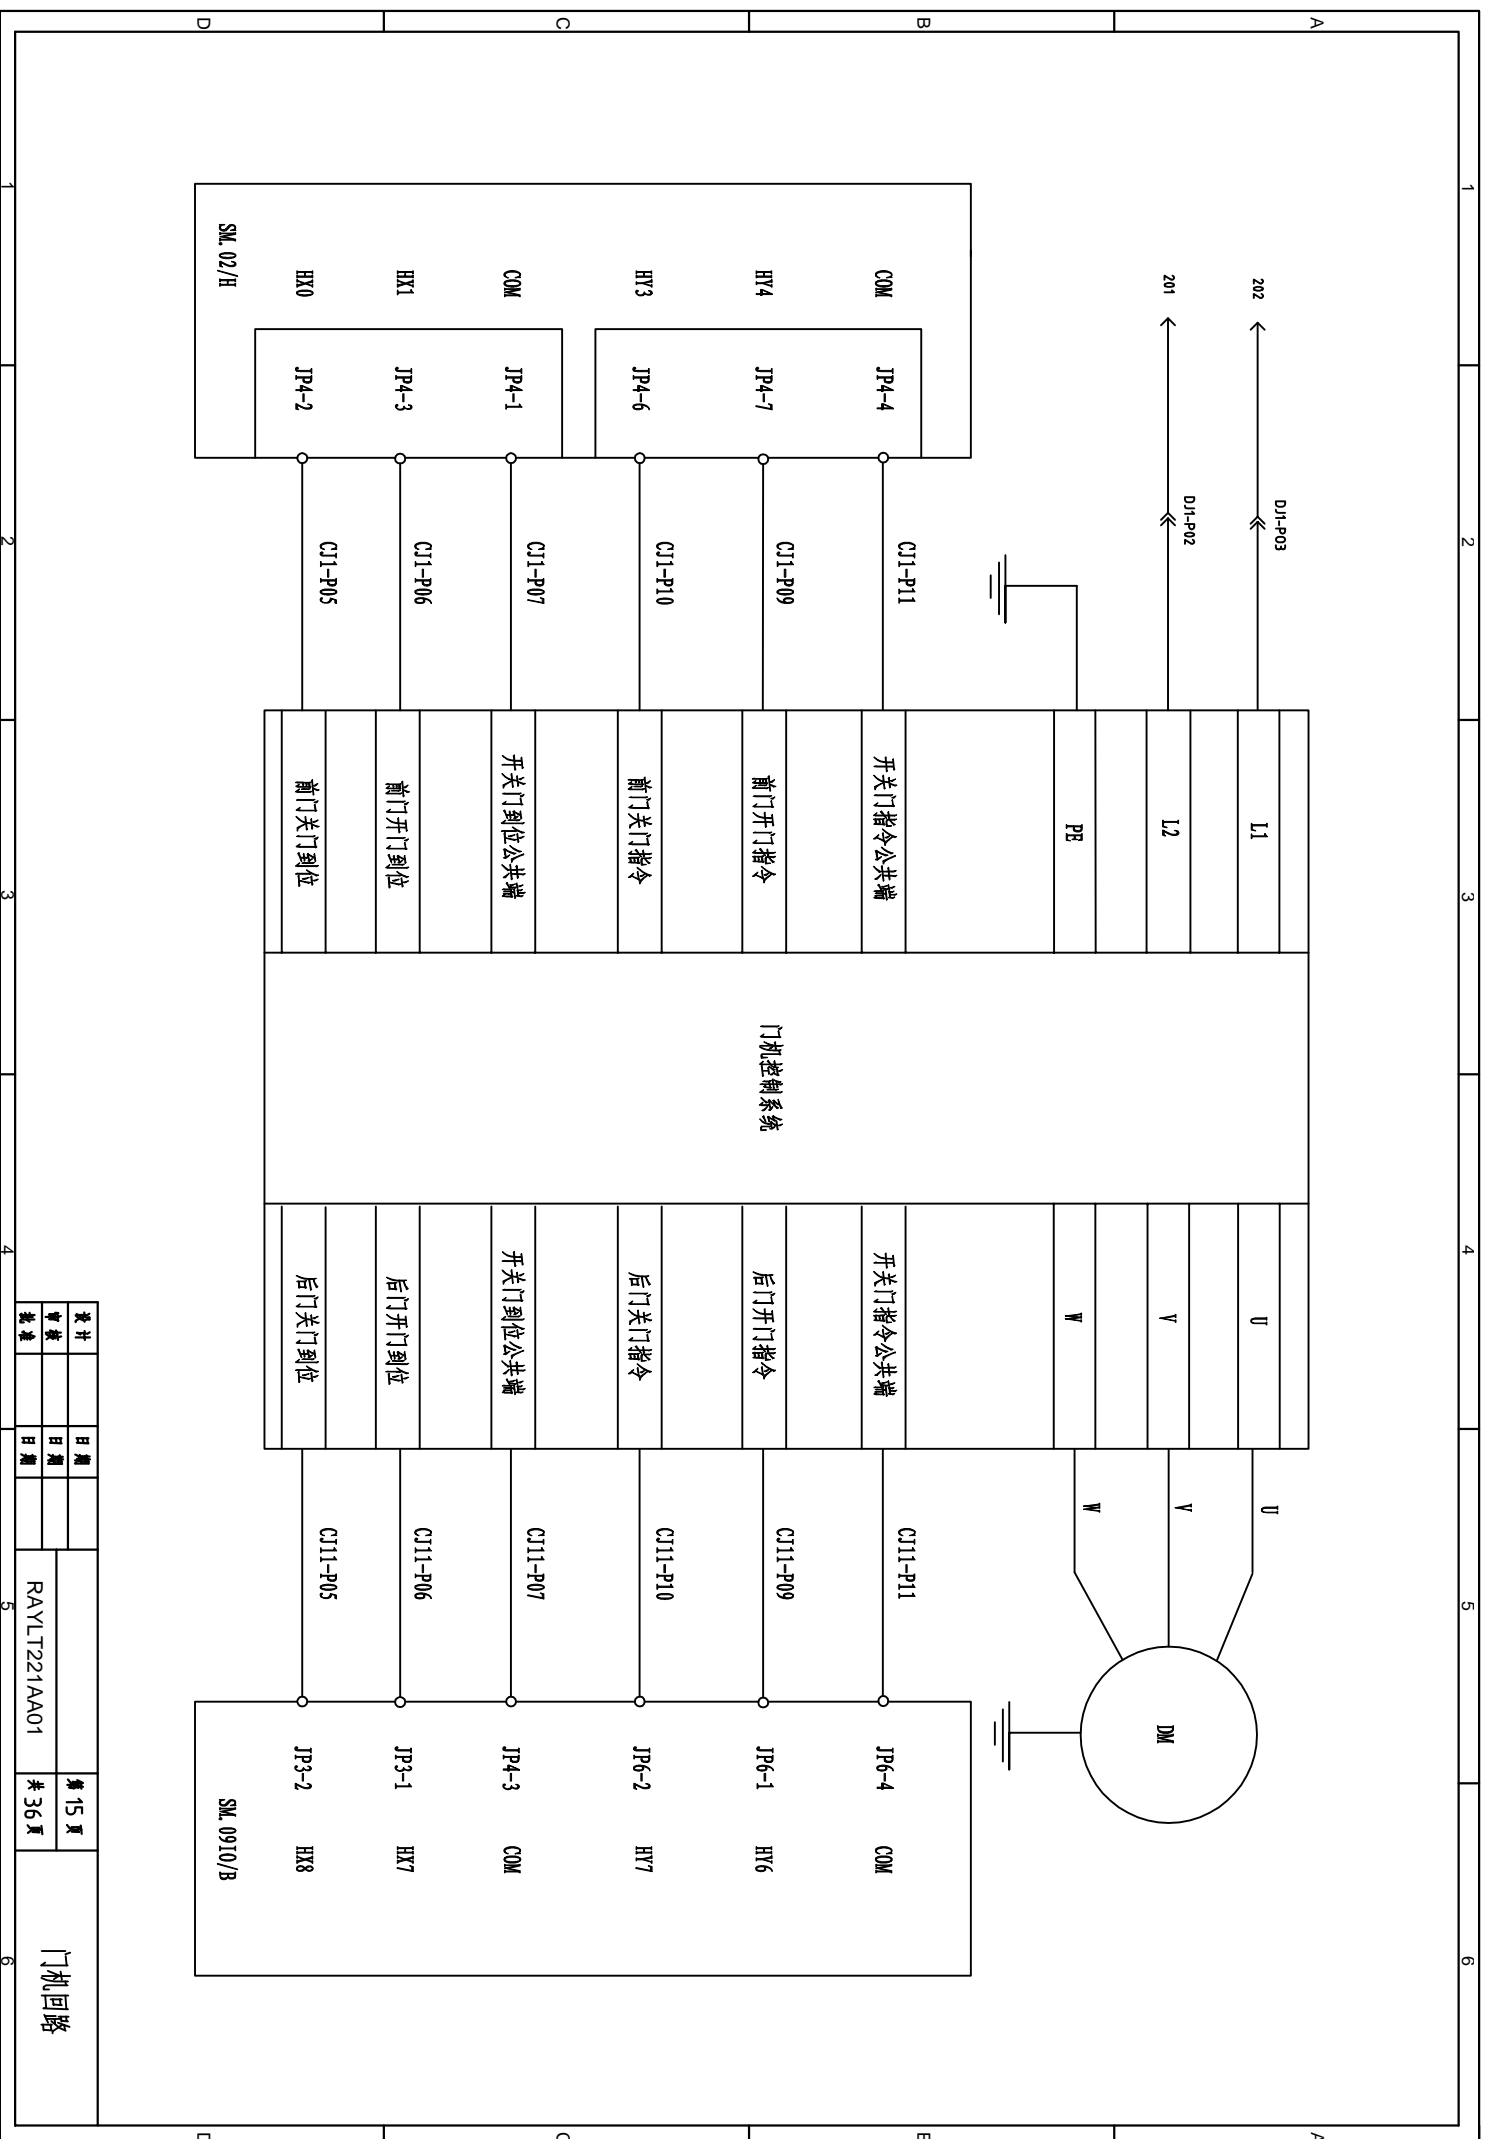 A
B
C
D
1
2
3
4
5
6
1
2
3
4
5
6
A
B
C
D
202
DJ1-P03
201
DJ1-P02
L1
L2
PE
U
V
W
U
V
W
DM
COM
JP4-4
CJ1-P11
开关门指令公共端
开关门指令公共端
CJ11-P11
JP6-4
COM
HY4
JP4-7
CJ1-P09
前门开门指令
门机控制系统
后门开门指令
CJ11-P09
JP6-1
HY6
HY3
JP4-6
CJ1-P10
前门关门指令
后门关门指令
CJ11-P10
JP6-2
HY7
COM
JP4-1
CJ1-P07
开关门到位公共端
开关门到位公共端
CJ11-P07
JP4-3
COM
HX1
JP4-3
CJ1-P06
前门开门到位
后门开门到位
CJ11-P06
JP3-1
HX7
HX0
JP4-2
CJ1-P05
前门关门到位
后门关门到位
CJ11-P05
JP3-2
HX8
SM.02/H
SM.09IO/B
设计
日期
审核
日期
批准
日期
RAYLT221AA01
第 15 页
共 36 页
门机回路